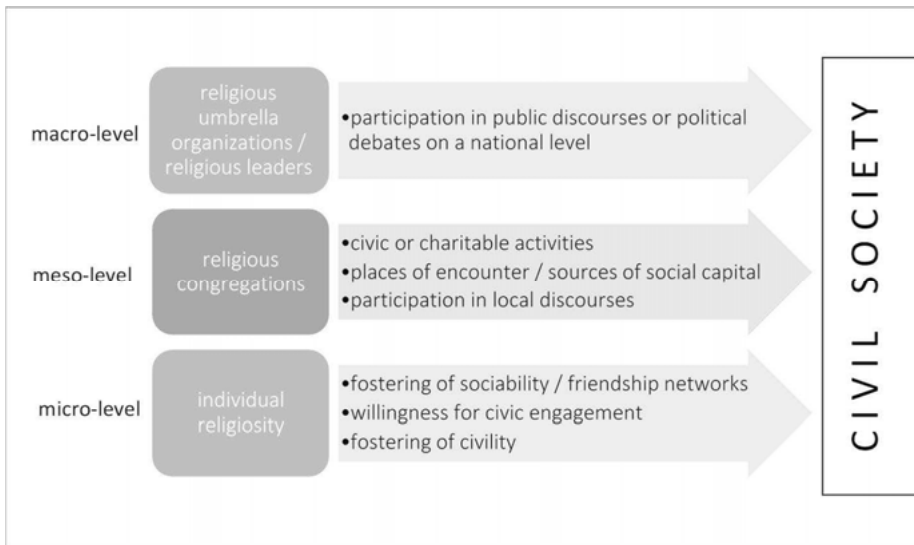 macro-level
religious
umbrella
organizations /
religious leaders
•participation in public discourses or political
debates on a national level
meso-level
religious
congregations
•civic or charitable activities
•places of encounter / sources of social capital
•participation in local discourses
micro-level
individual
religiosity
•fostering of sociability / friendship networks
•willingness for civic engagement
•fostering of civility
CIVIL SOCIETY